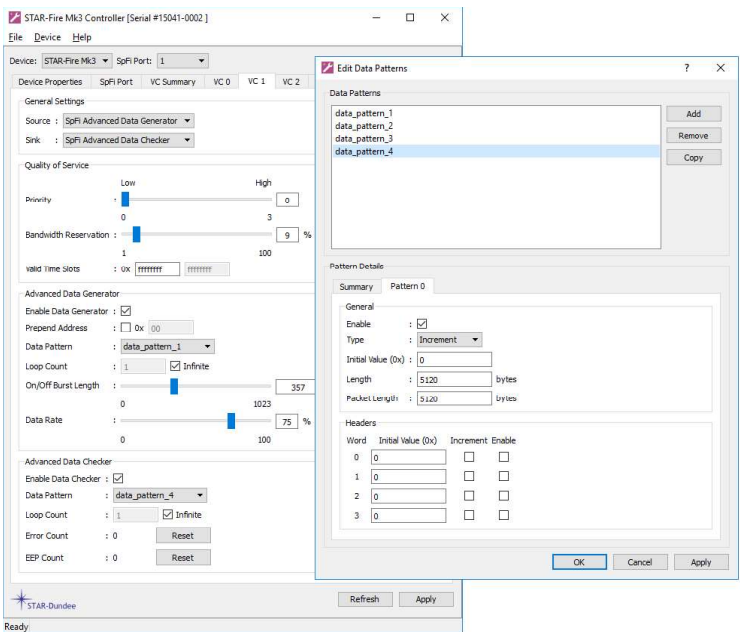 STAR-Fire Mk3 Controller [Serial #15041-0002 ]
File Device Help
Device: STAR-Fire Mk3 SpFi Port: 1
Device Properties SpFi Port VC Summary VC 0 VC 1 VC 2
General Settings
Source : SpFi Advanced Data Generator
Sink : SpFi Advanced Data Checker
Quality of Service
Low High
Priority : 0
0 3
Bandwidth Reservation : 9 %
1 100
Valid Time Slots : 0x ffffffff ffffffff
Advanced Data Generator
Enable Data Generator :
Prepend Address : 0x 00
Data Pattern : data_pattern_1
Loop Count : 1 Infinite
On/Off Burst Length : 357
0 1023
Data Rate : 75 %
0 100
Advanced Data Checker
Enable Data Checker :
Data Pattern : data_pattern_4
Loop Count : 1 Infinite
Error Count : 0 Reset
EEP Count : 0 Reset
STAR-Dundee
Refresh Apply
Ready
Edit Data Patterns ?
Data Patterns
data_pattern_1
data_pattern_2
data_pattern_3
data_pattern_4
Add
Remove
Copy
Pattern Details
Summary Pattern 0
General
Enable :
Type : Increment
Initial Value (0x) : 0
Length : 5120 bytes
Packet Length : 5120 bytes
Headers
Word Initial Value (0x) Increment Enable
0 0
1 0
2 0
3 0
OK Cancel Apply